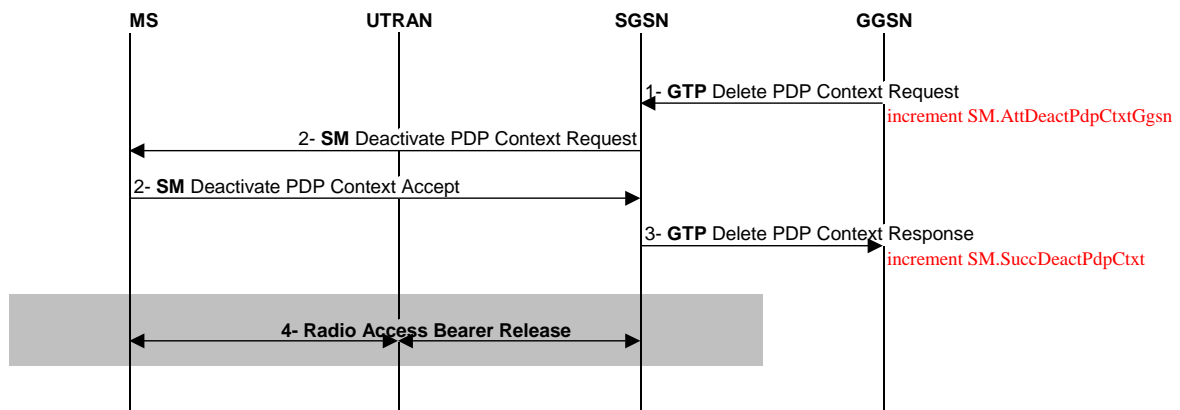 MS UTRAN SGSN GGSN
1- GTP Delete PDP Context Request
increment SM.AttDeactPdpCtxtGgsn
2- SM Deactivate PDP Context Request
2- SM Deactivate PDP Context Accept
3- GTP Delete PDP Context Response
increment SM.SuccDeactPdpCtxt
4- Radio Access Bearer Release